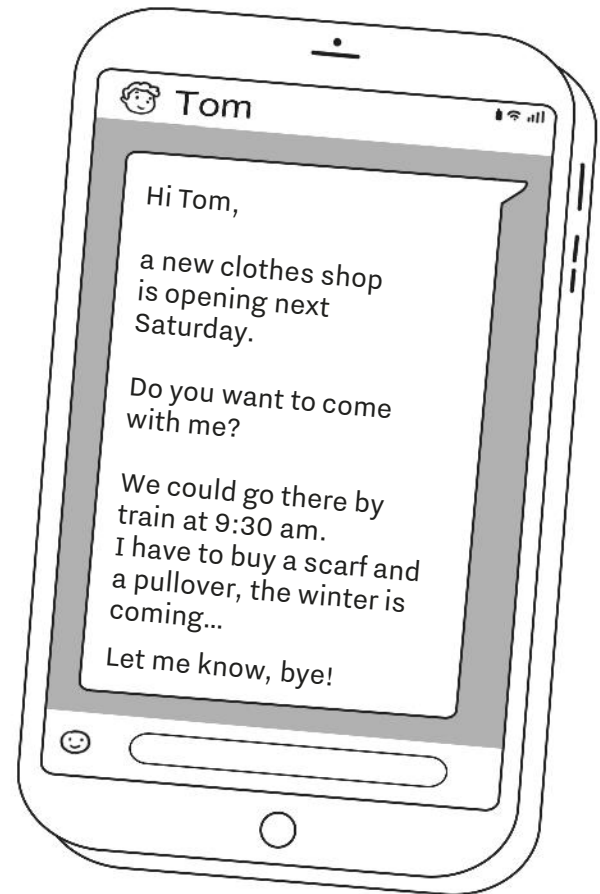 Tom
Hi Tom,
a new clothes shop
is opening next
Saturday.
Do you want to come
with me?
We could go there by
train at 9:30 am.
I have to buy a scarf and
a pullover, the winter is
coming...
Let me know, bye!